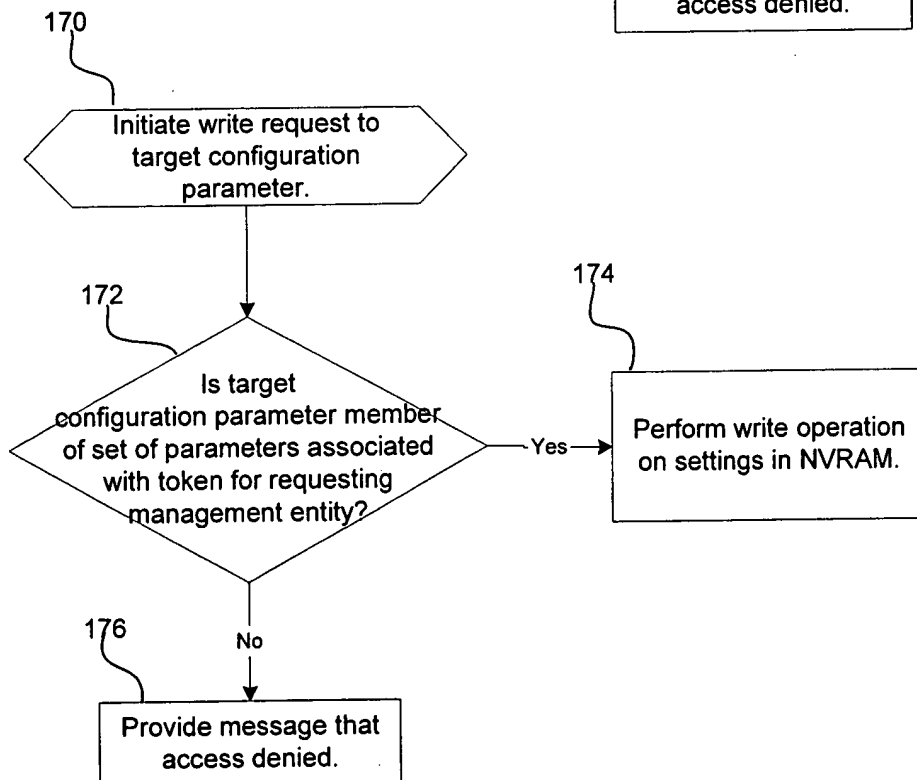 access denied.
170
Initiate write request to
target configuration
parameter.
172
174
Is target
configuration parameter member
of set of parameters associated
with token for requesting
management entity?
Yes
Perform write operation
on settings in NVRAM.
No
176
Provide message that
access denied.